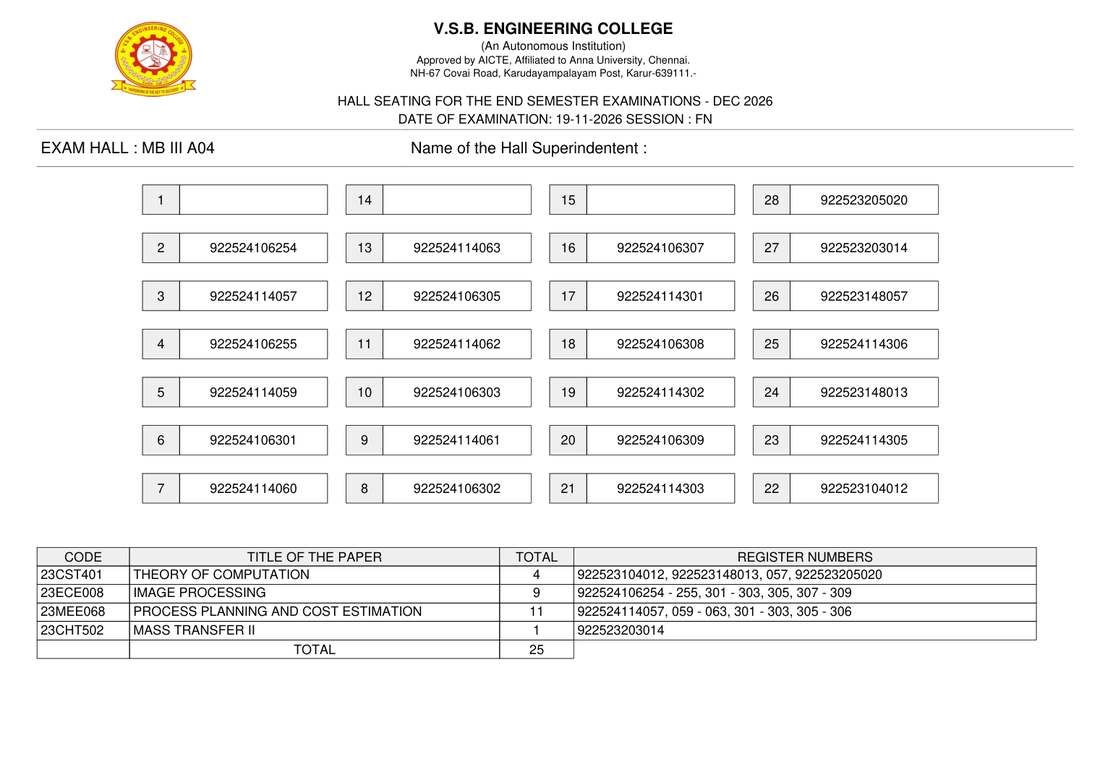 V.S.B. ENGINEERING COLLEGE
(An Autonomous Institution)
Approved by AICTE, Affiliated to Anna University, Chennai.
NH-67 Covai Road, Karudayampalayam Post, Karur-639111.-
HALL SEATING FOR THE END SEMESTER EXAMINATIONS - DEC 2026
DATE OF EXAMINATION: 19-11-2026 SESSION : FN
EXAM HALL : MB III A04 Name of the Hall Superindentent :
1 14 15 28 922523205020
2 922524106254 13 922524114063 16 922524106307 27 922523203014
3 922524114057 12 922524106305 17 922524114301 26 922523148057
4 922524106255 11 922524114062 18 922524106308 25 922524114306
5 922524114059 10 922524106303 19 922524114302 24 922523148013
6 922524106301 9 922524114061 20 922524106309 23 922524114305
7 922524114060 8 922524106302 21 922524114303 22 922523104012
CODE TITLE OF THE PAPER TOTAL REGISTER NUMBERS
23CST401 THEORY OF COMPUTATION 4 922523104012, 922523148013, 057, 922523205020
23ECE008 IMAGE PROCESSING 9 922524106254 - 255, 301 - 303, 305, 307 - 309
23MEE068 PROCESS PLANNING AND COST ESTIMATION 11 922524114057, 059 - 063, 301 - 303, 305 - 306
23CHT502 MASS TRANSFER II 1 922523203014
TOTAL 25